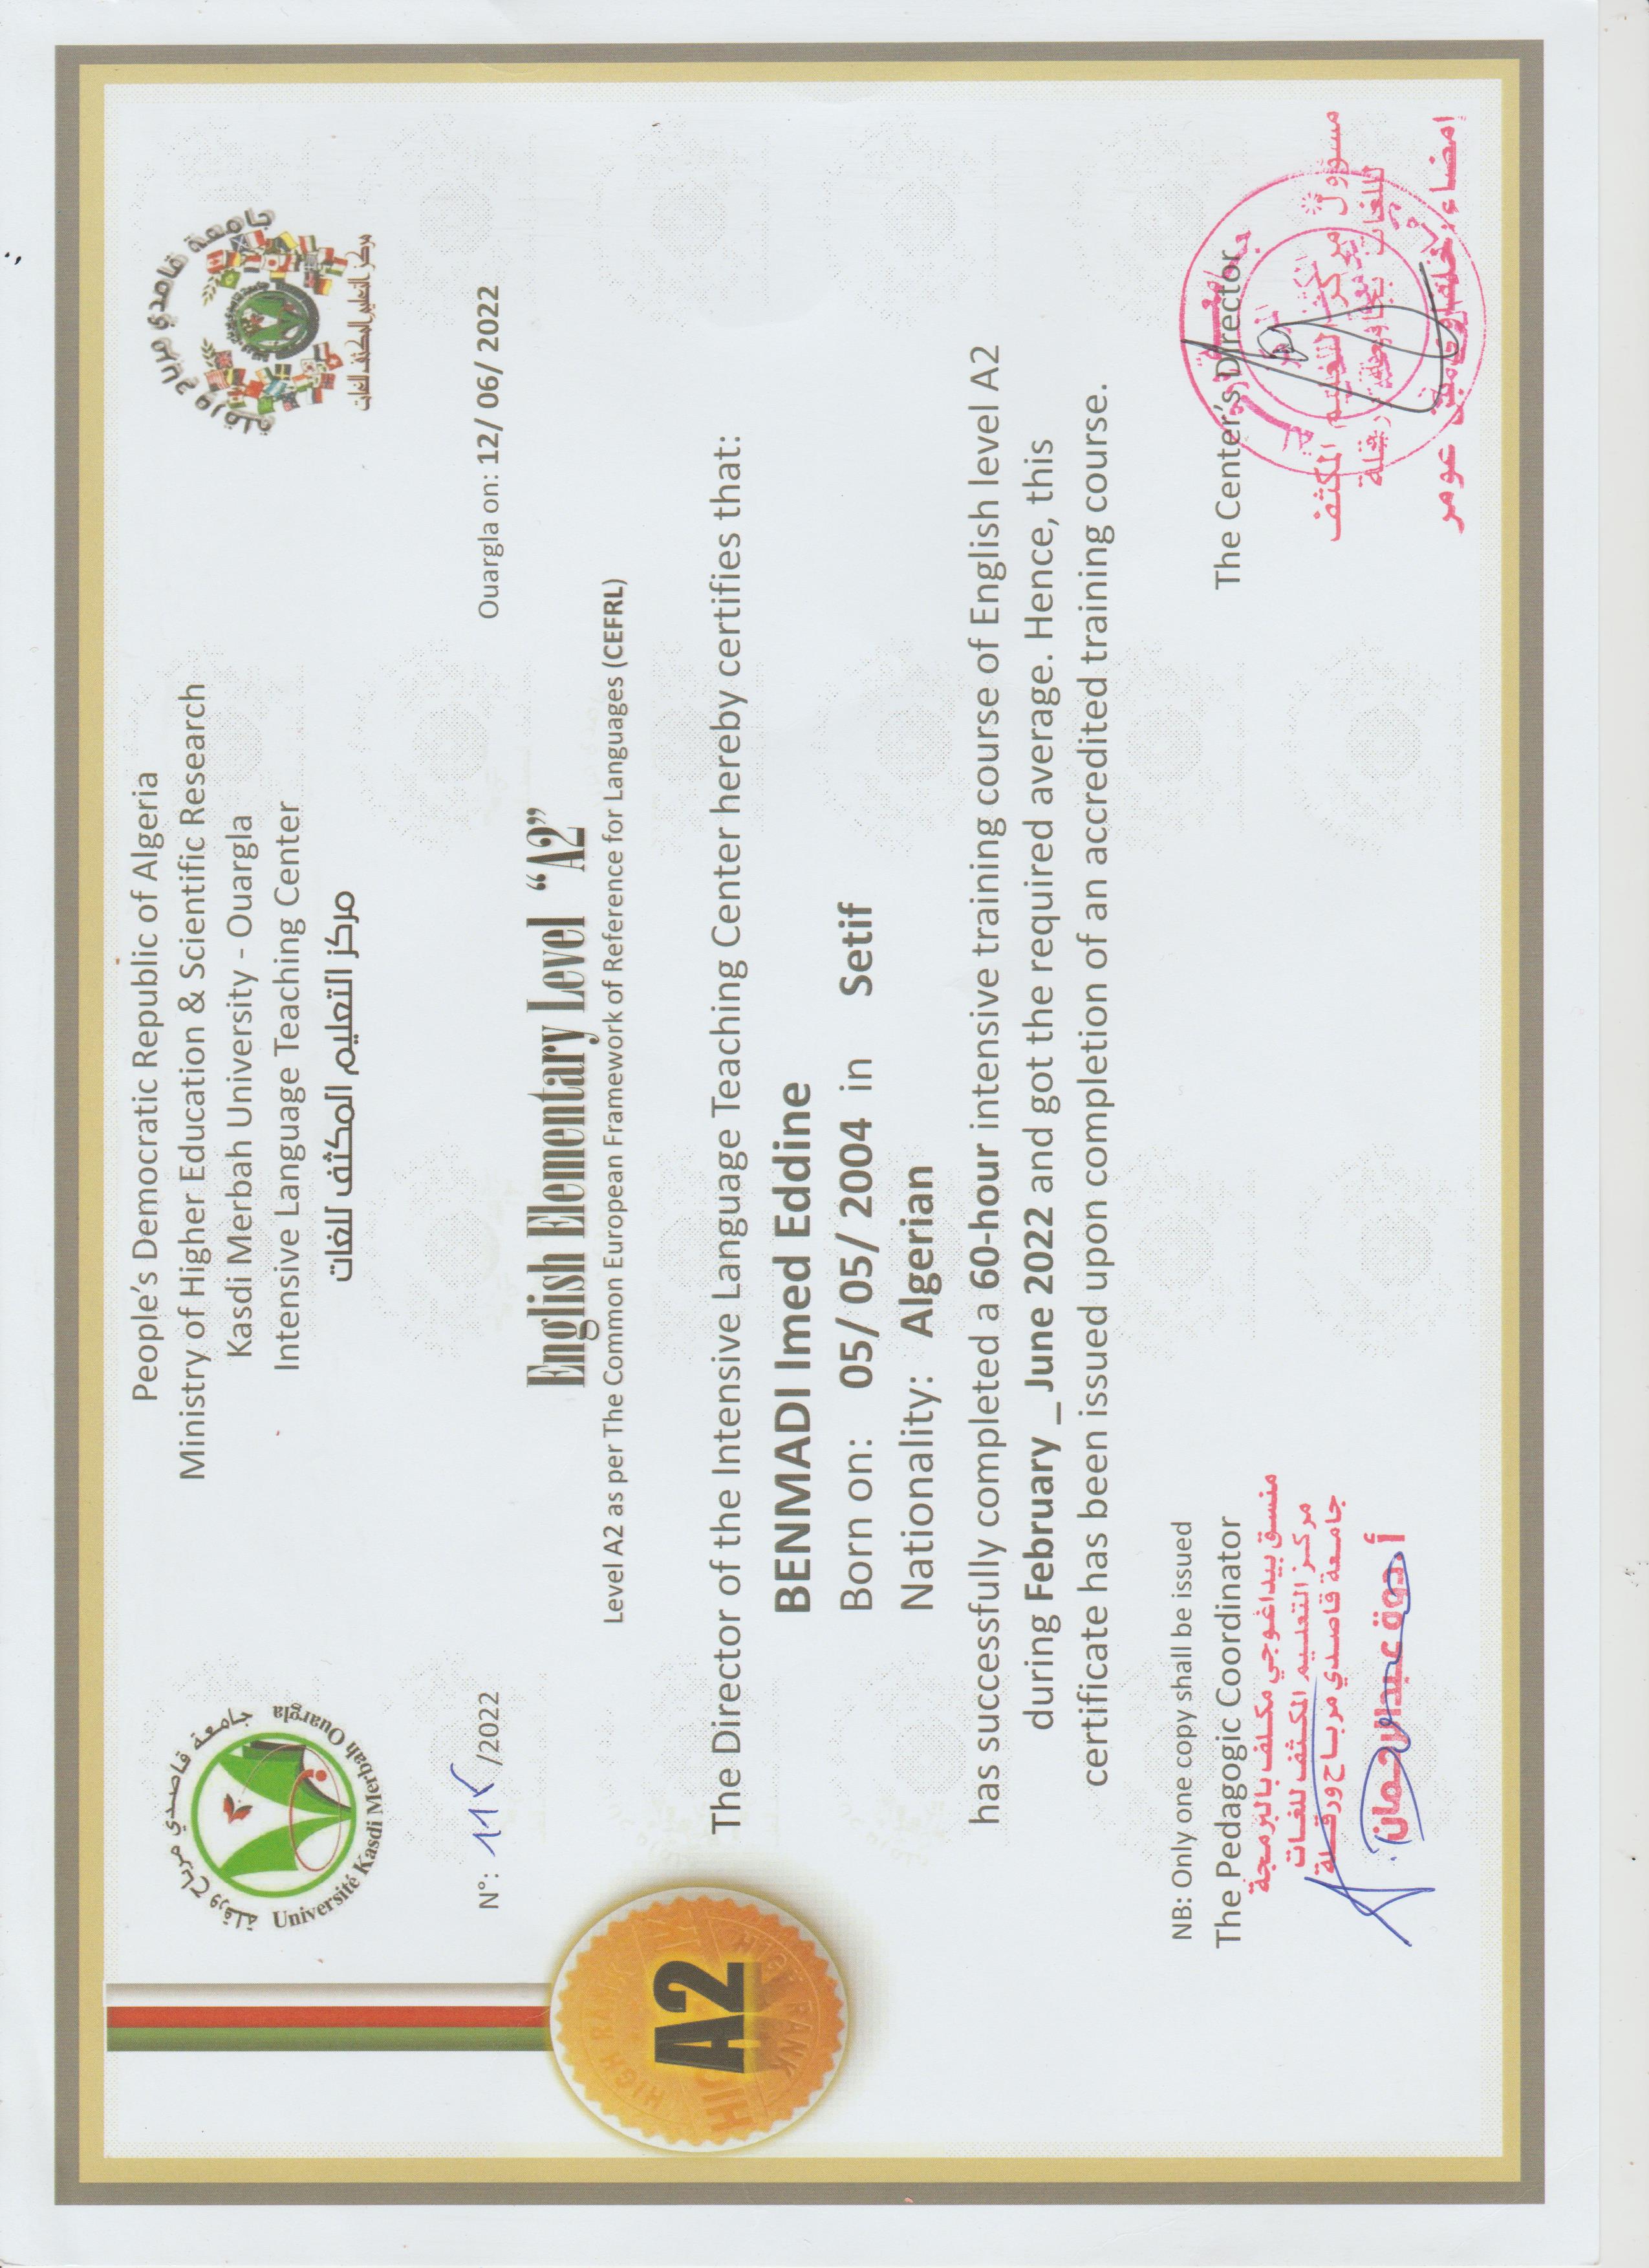 جامعة قاصدي مرباح ورقلة
Université Kasdi Merbah Ouargla
People's Democratic Republic of Algeria
Ministry of Higher Education & Scientific Research
Kasdi Merbah University - Ouargla
Intensive Language Teaching Center
مركز التعليم المكثف للغات
جامعة قاصدي مرباح ورقلة
مركز التعليم المكثف للغات
N°: /2022
Ouargla on: 12/ 06/ 2022
English Elementary Level “A2”
Level A2 as per The Common European Framework of Reference for Languages (CEFRL)
HIGH RANK
A2
The Director of the Intensive Language Teaching Center hereby certifies that:
BENMADI Imed Eddine
Born on: 05/ 05/ 2004 in Setif
Nationality: Algerian
has successfully completed a 60-hour intensive training course of English level A2
during February _ June 2022 and got the required average. Hence, this
certificate has been issued upon completion of an accredited training course.
NB: Only one copy shall be issued
The Pedagogic Coordinator
منسق بيداغوجي مكلف بالبرمجة
مركز التعليم المكثف للغات
جامعة قاصدي مرباح ورقلة
أ.دوة عبدالرحمان
The Center's Director
مسؤول مركز التعليم المكثف
للغات بجامعة ورقلة
إمضاء: خلفاوي عومر